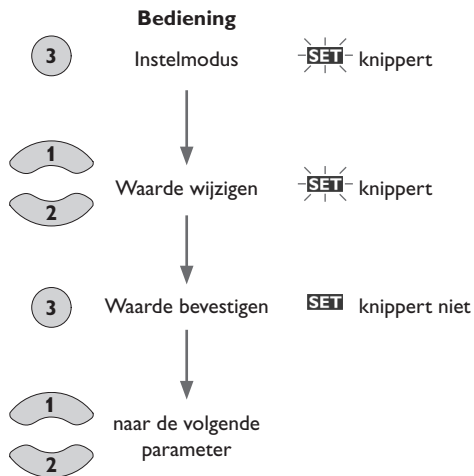 Bediening
3 Instelmodus SET knippert
1
2 Waarde wijzigen SET knippert
3 Waarde bevestigen SET knippert niet
1
2 naar de volgende
parameter